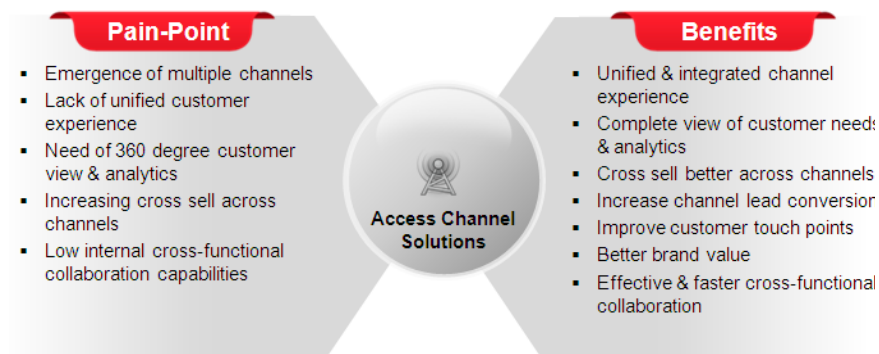 Pain-Point
▪ Emergence of multiple channels
▪ Lack of unified customer
experience
▪ Need of 360 degree customer
view & analytics
▪ Increasing cross sell across
channels
▪ Low internal cross-functional
collaboration capabilities
Access Channel
Solutions
Benefits
▪ Unified & integrated channel
experience
▪ Complete view of customer needs
& analytics
▪ Cross sell better across channels
▪ Increase channel lead conversion
▪ Improve customer touch points
▪ Better brand value
▪ Effective & faster cross-functional
collaboration